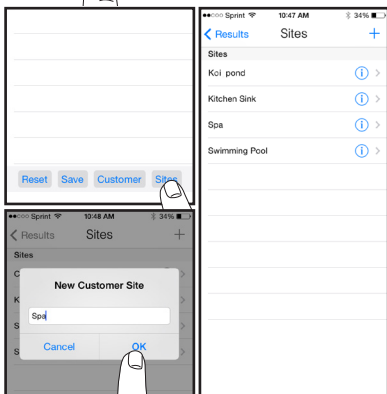 Reset Save Customer Sites
Sprint 10:48 AM 34%
Results Sites +
Sites
C
K
S
S
New Customer Site
Spa
Cancel OK
Sprint 10:47 AM 34%
Results Sites +
Sites
Koi pond
Kitchen Sink
Spa
Swimming Pool